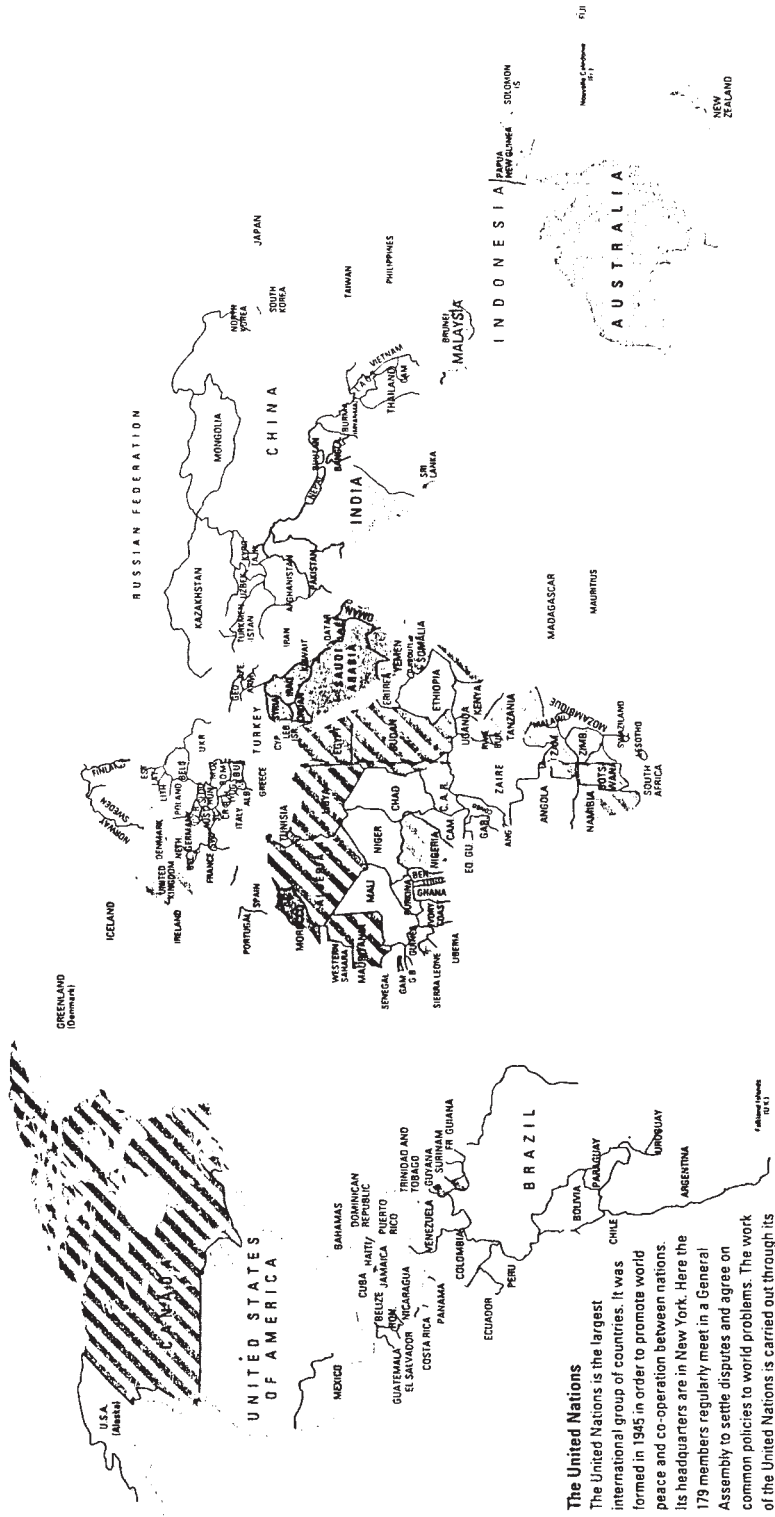 GREENLAND
(Denmark)
ICELAND
U.S.A.
(Alaska)
CANADA
UNITED STATES
OF AMERICA
MEXICO
BAHAMAS
CUBA
HAITI
DOMINICAN
REPUBLIC
JAMAICA
PUERTO
RICO
BELIZE
HON.
GUATEMALA
EL SALVADOR
NICARAGUA
COSTA RICA
PANAMA
TRINIDAD AND
TOBAGO
VENEZUELA
GUYANA
SURINAM
FR GUIANA
COLOMBIA
ECUADOR
PERU
BRAZIL
BOLIVIA
PARAGUAY
CHILE
URUGUAY
ARGENTINA
Falkland Islands
(U.K)
NORWAY
SWEDEN
FINLAND
DENMARK
UNITED
KINGDOM
IRELAND
NETH
GERMANY
POLAND
LITH
EST
BELO
UKR
FRANCE
ITALY
ALB
GREECE
PORTUGAL
SPAIN
TURKEY
CYP
LEB
ISR
SYRIA
IRAQ
JORDAN
KUWAIT
SAUDI
ARABIA
QATAR
OMAN
YEMEN
IRAN
GEO
RUSSIAN FEDERATION
KAZAKHSTAN
UZBEK
TURKMEN
ISTAN
KYRG
TAJIK
AFGHANISTAN
PAKISTAN
MONGOLIA
CHINA
NORTH
KOREA
SOUTH
KOREA
JAPAN
TAIWAN
PHILIPPINES
NEPAL
BHUTAN
BANGLA
INDIA
SRI
LANKA
BURMA
LAOS
VIETNAM
THAILAND
CAM
BRUNEI
MALAYSIA
INDONESIA
PAPUA
NEW GUINEA
SOLOMON
IS
FIJI
AUSTRALIA
NEW
ZEALAND
MOROCCO
ALGERIA
TUNISIA
LIBYA
EGYPT
WESTERN
SAHARA
MAURITANIA
MALI
NIGER
CHAD
SUDAN
ERITREA
ETHIOPIA
SOMALIA
SENEGAL
GAM
G B
GUINEA
SIERRA LEONE
LIBERIA
IVORY
COAST
BURKINA
GHANA
BEN
NIGERIA
CAM
C. A. R
EQ GU
GAB
ZAIRE
UGANDA
KENYA
BUR
TANZANIA
ANG
ANGOLA
ZAM
MALAWI
MOZAMBIQUE
ZIMB
NAMIBIA
BOTS
WANA
SWAZILAND
LESOTHO
SOUTH
AFRICA
MADAGASCAR
MAURITIUS
The United Nations
The United Nations is the largest
international group of countries. It was
formed in 1945 in order to promote world
peace and co-operation between nations.
Its headquarters are in New York. Here the
179 members regularly meet in a General
Assembly to settle disputes and agree on
common policies to world problems. The work
of the United Nations is carried out through its